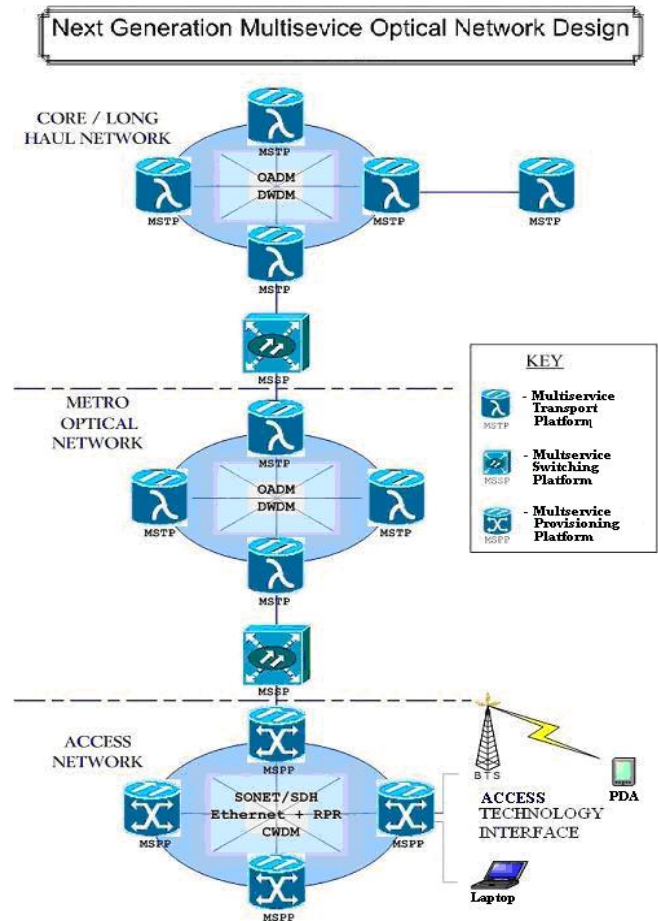 Next Generation Multisevice Optical Network Design
CORE / LONG
HAUL NETWORK
MSTP
MSTP
OADM
DWDM
MSTP
MSTP
MSTP
MSSP
METRO
OPTICAL
NETWORK
MSTP
MSTP
OADM
DWDM
MSTP
MSTP
MSSP
KEY
MSTP
- Multiservice
Transport
Platform
MSSP
- Multservice
Switching
Platform
MSPP
- Multservice
Provisioning
Platform
ACCESS
NETWORK
MSPP
MSPP
SONET/SDH
Ethernet + RPR
CWDM
MSPP
MSPP
BTS
PDA
ACCESS
TECHNOLOGY
INTERFACE
Laptop